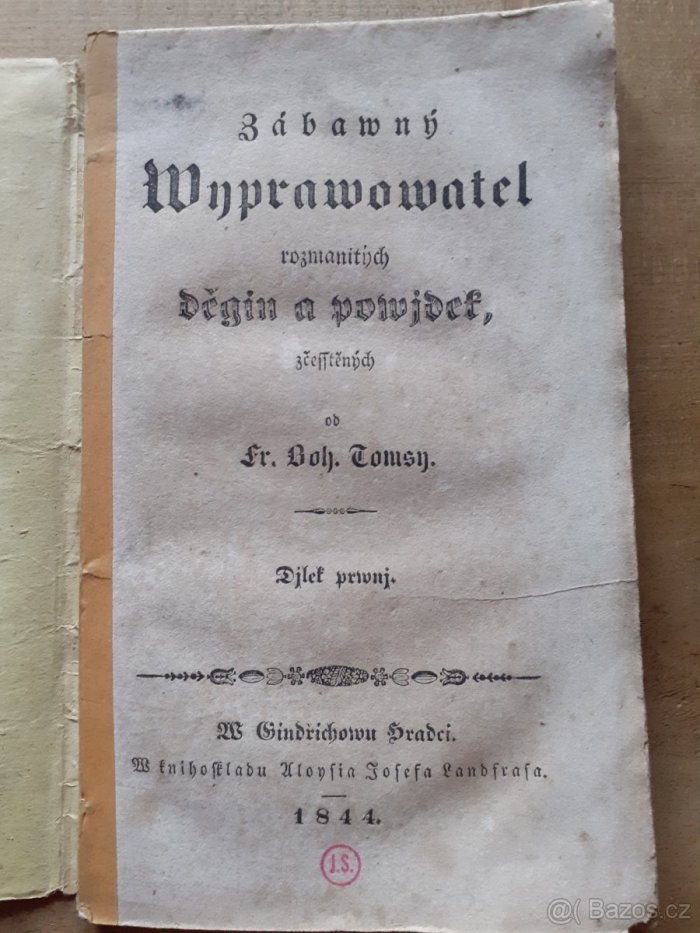 Zábawný
Wyprawowatel
rozmanitých
děgin a powjdek,
zčesstěných
od
Fr. Boh. Tomsy.
Djlek prwnj.
W Gindřichowu Hradci.
W knihoskladu Aloysia Josefa Landfrasa.
1844.
J.S.
@( Bazos.cz